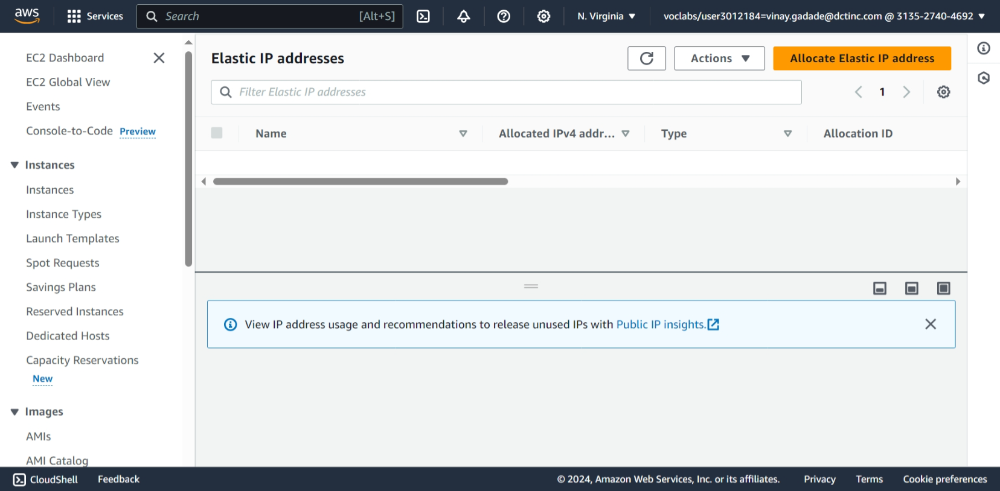 aws
Services
Search [Alt+S]
N. Virginia
voclabs/user3012184=vinay.gadade@dctinc.com @ 3135-2740-4692
EC2 Dashboard
EC2 Global View
Events
Console-to-Code Preview
Instances
Instances
Instance Types
Launch Templates
Spot Requests
Savings Plans
Reserved Instances
Dedicated Hosts
Capacity Reservations
New
Images
AMIs
AMI Catalog
Elastic IP addresses
Actions
Allocate Elastic IP address
Filter Elastic IP addresses
1
Name
Allocated IPv4 addr...
Type
Allocation ID
View IP address usage and recommendations to release unused IPs with Public IP insights.
CloudShell
Feedback
© 2024, Amazon Web Services, Inc. or its affiliates.
Privacy
Terms
Cookie preferences